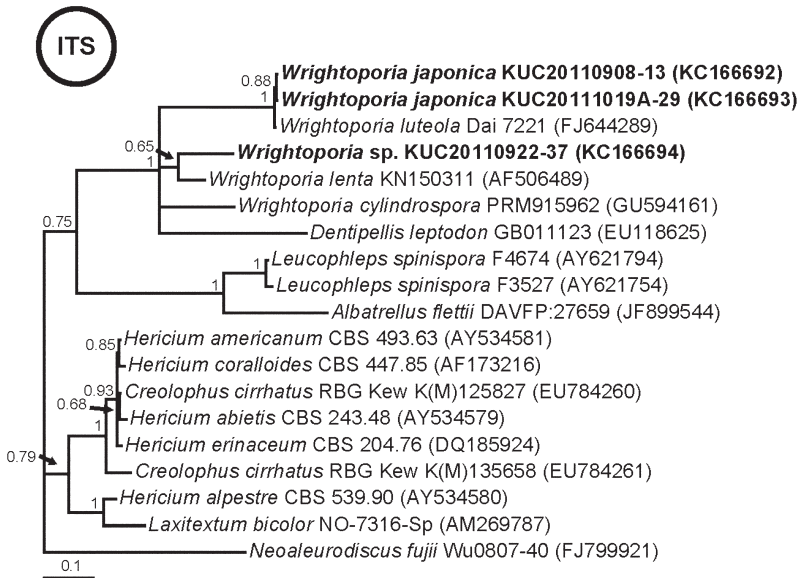 ITS
0.88
Wrightoporia japonica KUC20110908-13 (KC166692)
1
Wrightoporia japonica KUC20111019A-29 (KC166693)
Wrightoporia luteola Dai 7221 (FJ644289)
0.65
Wrightoporia sp. KUC20110922-37 (KC166694)
1
Wrightoporia lenta KN150311 (AF506489)
Wrightoporia cylindrospora PRM915962 (GU594161)
0.75
Dentipellis leptodon GB011123 (EU118625)
Leucophleps spinispora F4674 (AY621794)
1
Leucophleps spinispora F3527 (AY621754)
1
Albatrellus flettii DAVFP:27659 (JF899544)
Hericium americanum CBS 493.63 (AY534581)
0.85
Hericium coralloides CBS 447.85 (AF173216)
0.93
Creolophus cirrhatus RBG Kew K(M)125827 (EU784260)
0.68
Hericium abietis CBS 243.48 (AY534579)
1
Hericium erinaceum CBS 204.76 (DQ185924)
0.79
Creolophus cirrhatus RBG Kew K(M)135658 (EU784261)
Hericium alpestre CBS 539.90 (AY534580)
1
Laxitextum bicolor NO-7316-Sp (AM269787)
Neoaleurodiscus fujii Wu0807-40 (FJ799921)
0.1